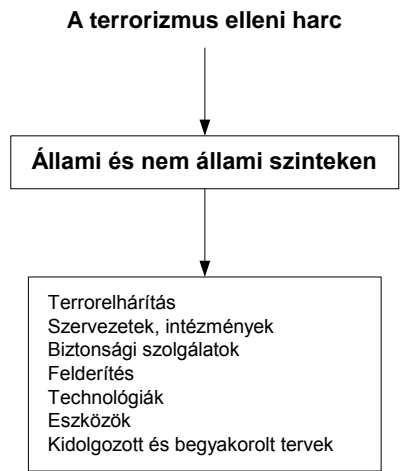 A terrorizmus elleni harc
Állami és nem állami szinteken
Terrorelhárítás
Szervezetek, intézmények
Biztonsági szolgálatok
Felderítés
Technológiák
Eszközök
Kidolgozott és begyakorolt tervek